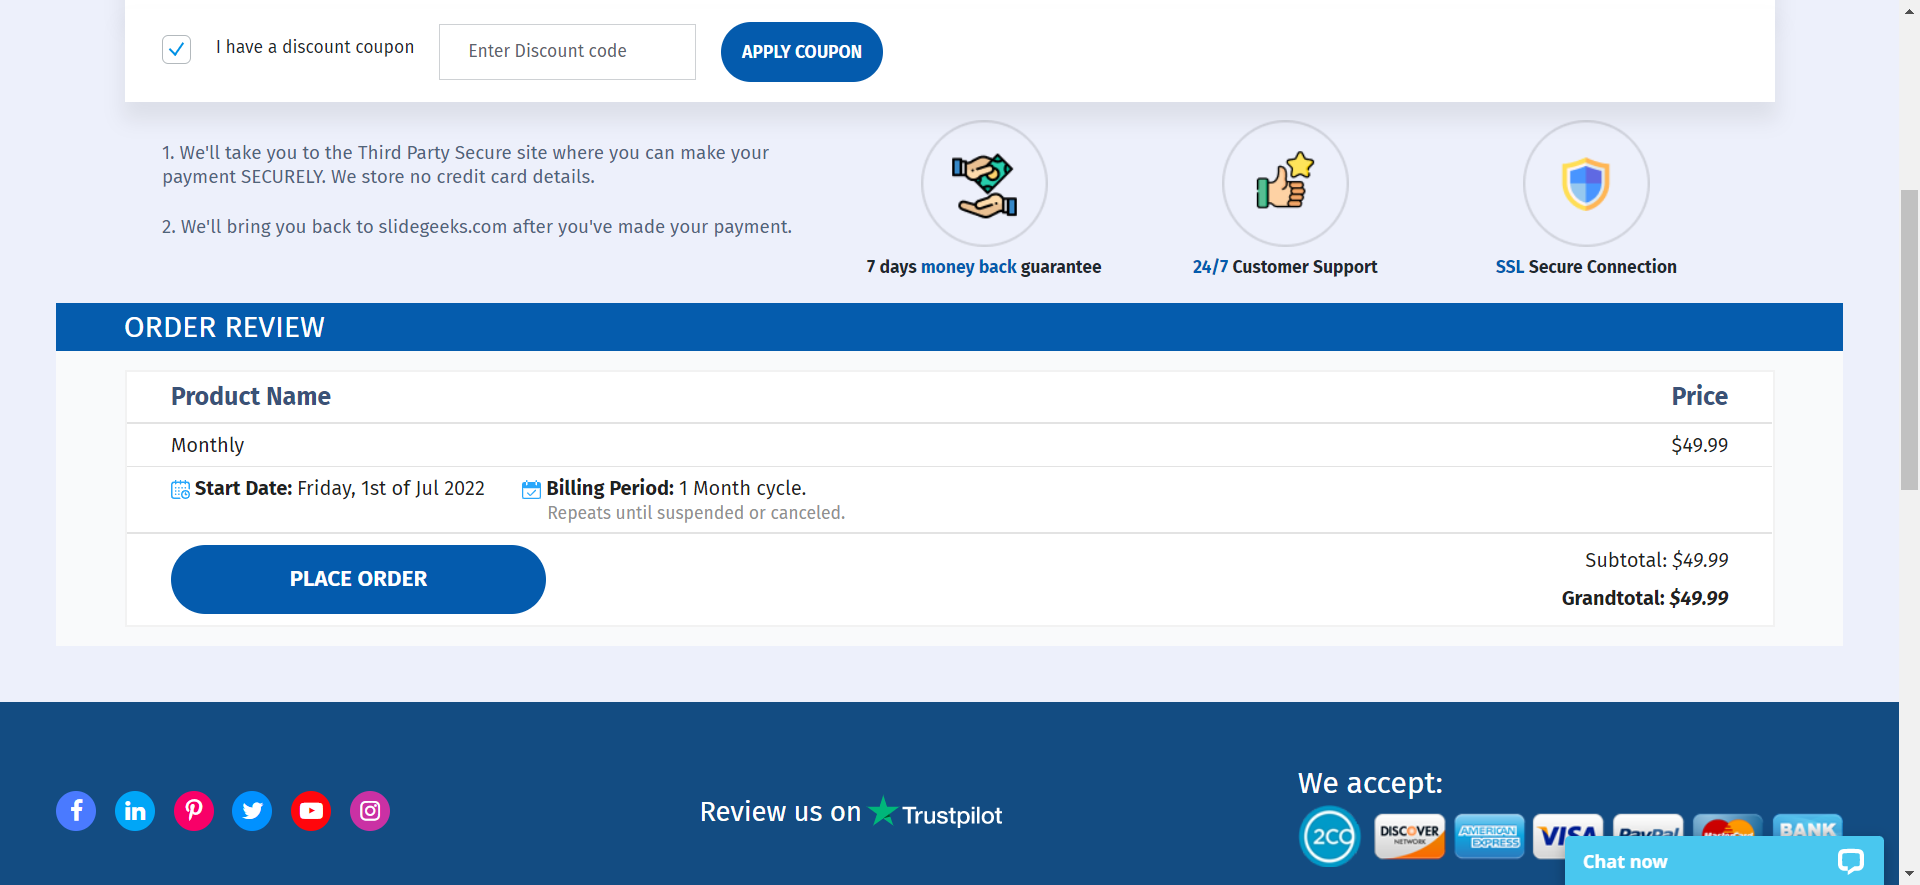 I have a discount coupon
Enter Discount code
APPLY COUPON
1. We'll take you to the Third Party Secure site where you can make your
payment SECURELY. We store no credit card details.
2. We'll bring you back to slidegeeks.com after you've made your payment.
7 days money back guarantee
24/7 Customer Support
SSL Secure Connection
ORDER REVIEW
Product Name
Price
Monthly
$49.99
Start Date: Friday, 1st of Jul 2022
Billing Period: 1 Month cycle.
Repeats until suspended or canceled.
PLACE ORDER
Subtotal: $49.99
Grandtotal: $49.99
Review us on Trustpilot
We accept:
2CO
DISCOVER
NETWORK
AMERICAN
EXPRESS
VISA
PayPal
MasterCard
BANK
Chat now